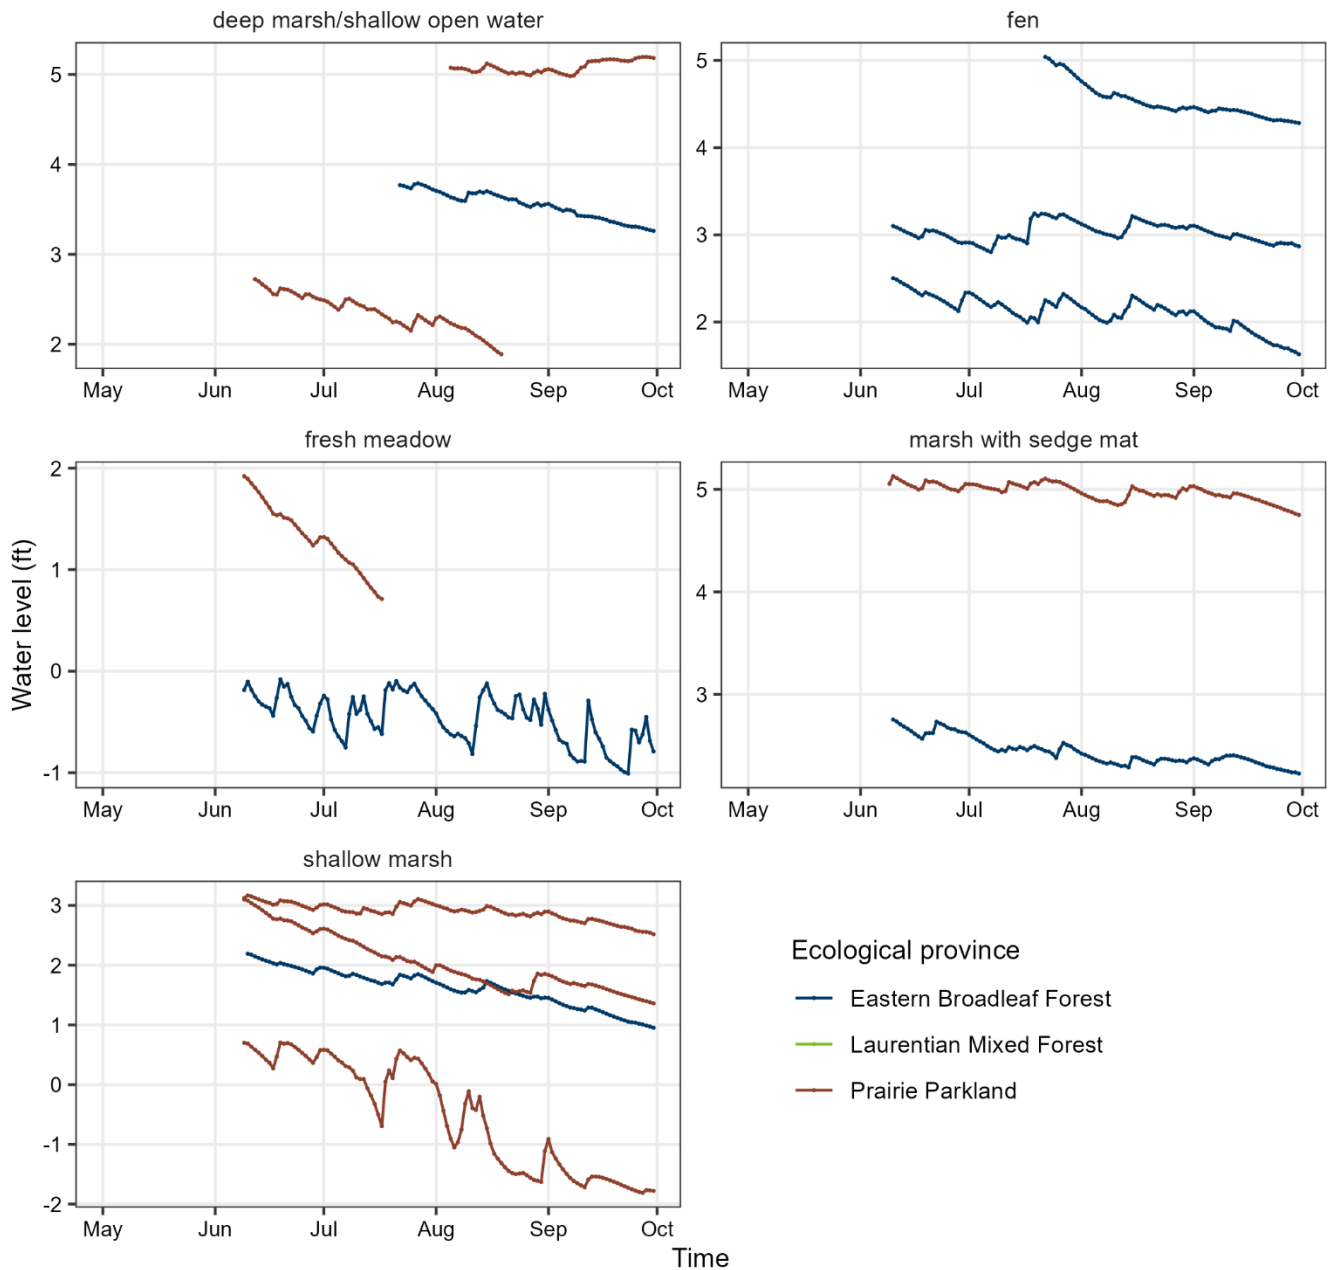 deep marsh/shallow open water
5
4
3
2
May Jun Jul Aug Sep Oct
fen
5
4
3
2
May Jun Jul Aug Sep Oct
Water level (ft)
fresh meadow
2
1
0
-1
May Jun Jul Aug Sep Oct
marsh with sedge mat
5
4
3
May Jun Jul Aug Sep Oct
shallow marsh
3
2
1
0
-1
-2
May Jun Jul Aug Sep Oct
Ecological province
Eastern Broadleaf Forest
Laurentian Mixed Forest
Prairie Parkland
Time